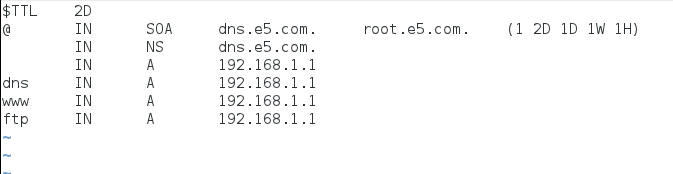 $TTL 2D
@ IN SOA dns.e5.com. root.e5.com. (1 2D 1D 1W 1H)
IN NS dns.e5.com.
IN A 192.168.1.1
dns IN A 192.168.1.1
www IN A 192.168.1.1
ftp IN A 192.168.1.1
~
~
~